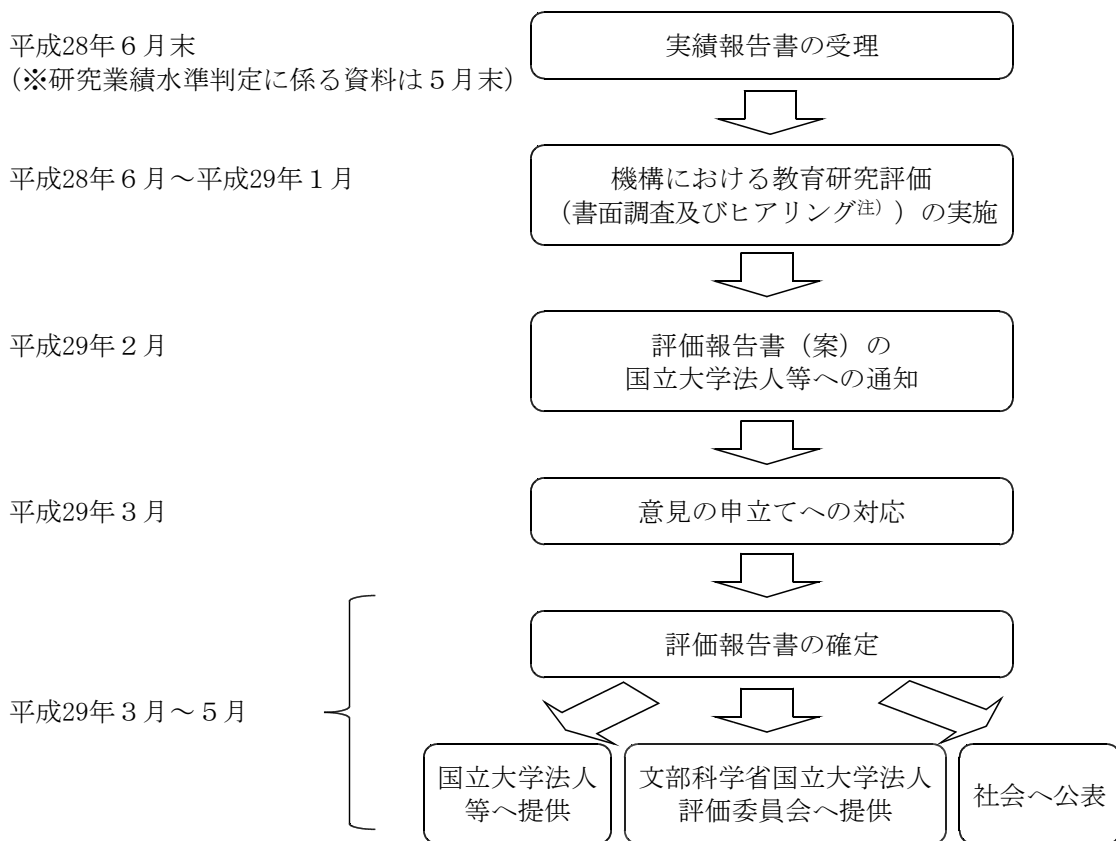 平成28年６月末
(※研究業績水準判定に係る資料は５月末)
実績報告書の受理
平成28年６月～平成29年１月
機構における教育研究評価
（書面調査及びヒアリング注））の実施
平成29年２月
評価報告書（案）の
国立大学法人等への通知
平成29年３月
意見の申立てへの対応
評価報告書の確定
平成29年３月～５月
国立大学法人
等へ提供
文部科学省国立大学法人
評価委員会へ提供
社会へ公表